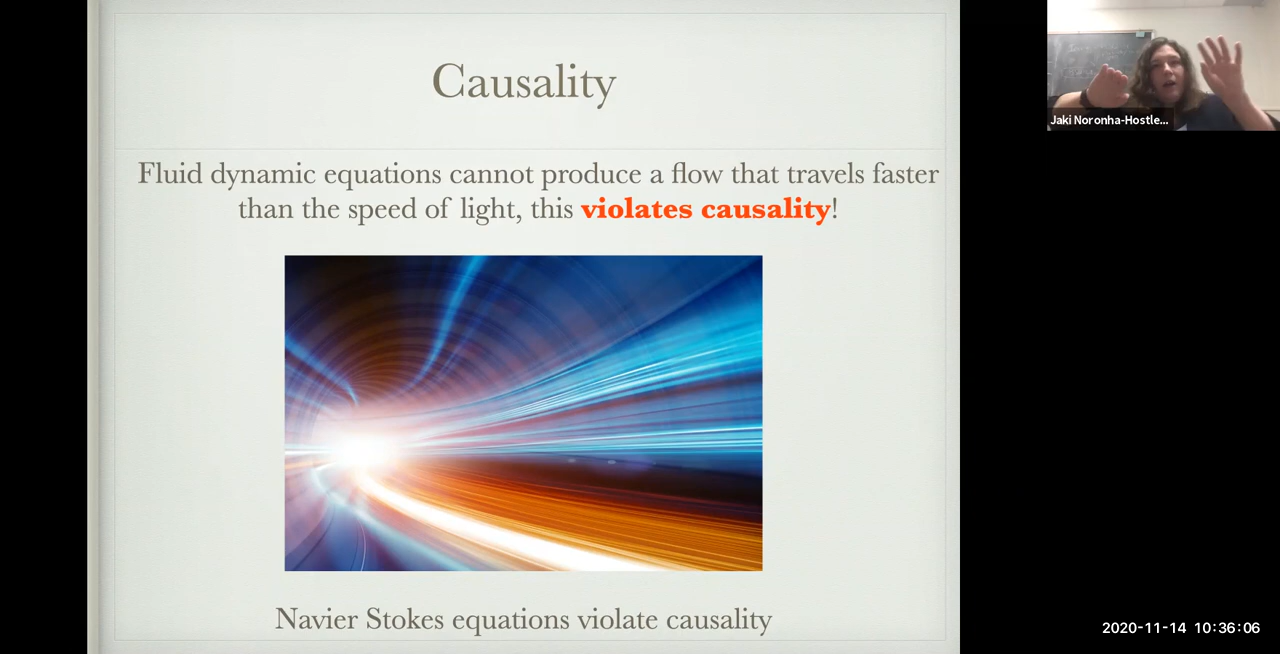 Causality
Fluid dynamic equations cannot produce a flow that travels faster
than the speed of light, this violates causality!
Navier Stokes equations violate causality
Jaki Noronha-Hostle...
2020-11-14 10:36:06